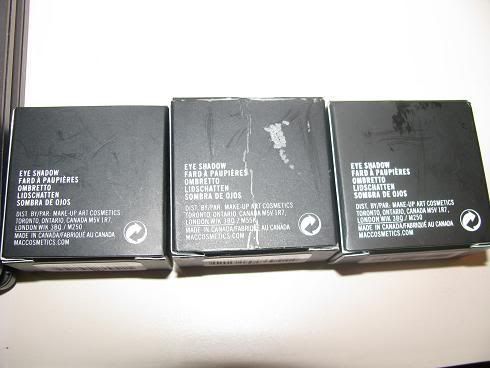 EYE SHADOW
FARD À PAUPIÈRES
OMBRETTO
LIDSCHATTEN
SOMBRA DE OJOS
DIST. BY/PAR. MAKE-UP ART COSMETICS
TORONTO, ONTARIO, CANADA M5V 1R7,
LONDON W1K 3BQ / M250
MADE IN CANADA/FABRIQUÉ AU CANADA
MACCOSMETICS.COM
EYE SHADOW
FARD À PAUPIÈRES
OMBRETTO
LIDSCHATTEN
SOMBRA DE OJOS
DIST. BY/PAR. MAKE-UP ART COSMETICS
TORONTO, ONTARIO, CANADA M5V 1R7,
LONDON W1K 3BQ / M55K
MADE IN CANADA/FABRIQUÉ AU CANADA
MACCOSMETICS.COM
EYE SHADOW
FARD À PAUPIÈRES
OMBRETTO
LIDSCHATTEN
SOMBRA DE OJOS
DIST. BY/PAR. MAKE-UP ART COSMETICS
TORONTO, ONTARIO, CANADA M5V 1R7,
LONDON W1K 3BQ / M250
MADE IN CANADA/FABRIQUÉ AU CANADA
MACCOSMETICS.COM